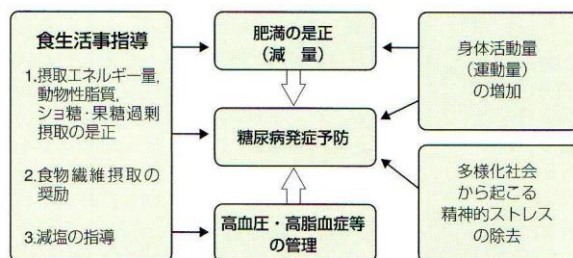 食生活事指導
1.摂取エネルギー量,
動物性脂質,
ショ糖・果糖過剰
摂取の是正
2.食物繊維摂取の
奨励
3.減塩の指導
肥満の是正
(減 量)
糖尿病発症予防
高血圧・高脂血症等
の管理
身体活動量
(運動量)
の増加
多様化社会
から起こる
精神的ストレス
の除去